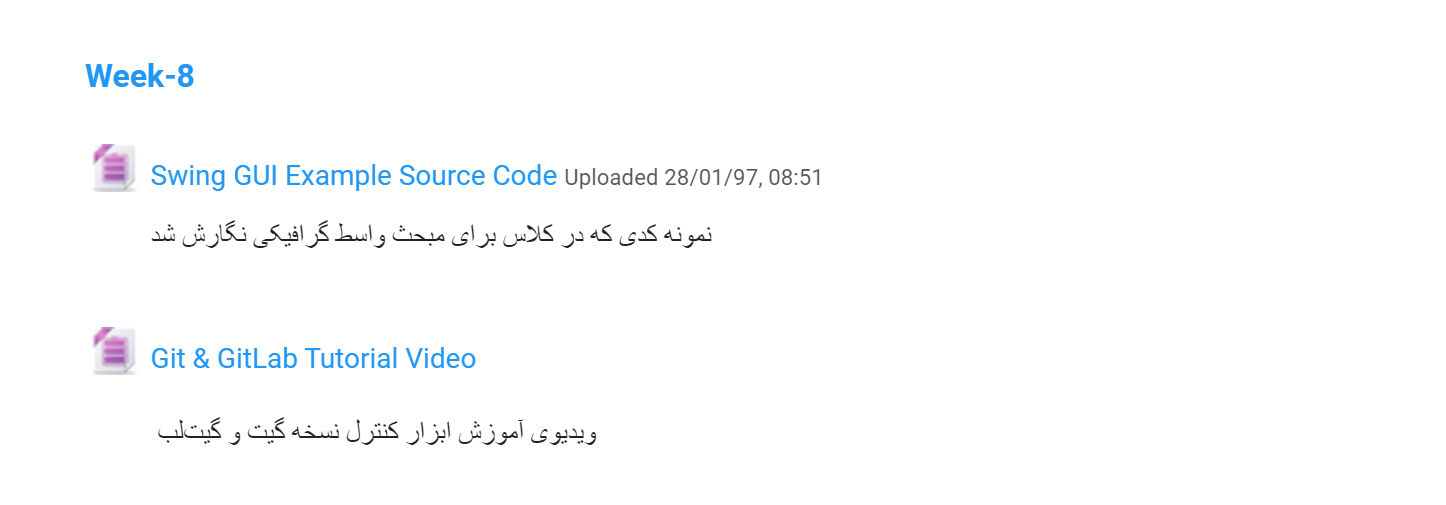 Week-8
Swing GUI Example Source Code Uploaded 28/01/97, 08:51
نمونه کدی که در کلاس برای مبحث واسط گرافیکی نگارش شد
Git & GitLab Tutorial Video
ویدیوی آموزش ابزار کنترل نسخه گیت و گیت‌لب